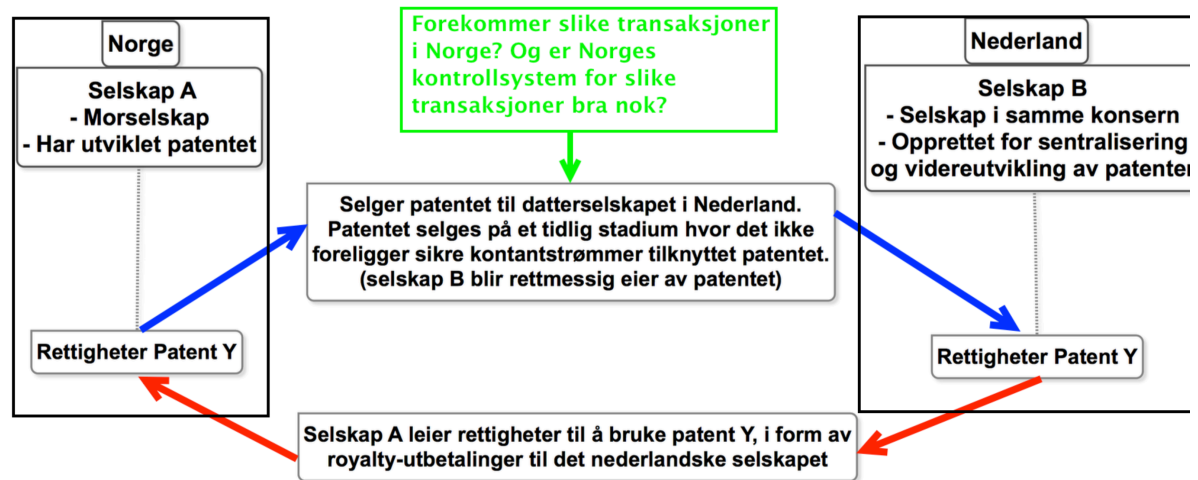 Norge
Selskap A
- Morselskap
- Har utviklet patentet
Rettigheter Patent Y
Forekommer slike transaksjoner
i Norge? Og er Norges
kontrollsystem for slike
transaksjoner bra nok?
Selger patentet til datterselskapet i Nederland.
Patentet selges på et tidlig stadium hvor det ikke
foreligger sikre kontantstrømmer tilknyttet patentet.
(selskap B blir rettmessig eier av patentet)
Nederland
Selskap B
- Selskap i samme konsern
- Opprettet for sentralisering
og videreutvikling av patenter
Rettigheter Patent Y
Selskap A leier rettigheter til å bruke patent Y, i form av
royalty-utbetalinger til det nederlandske selskapet